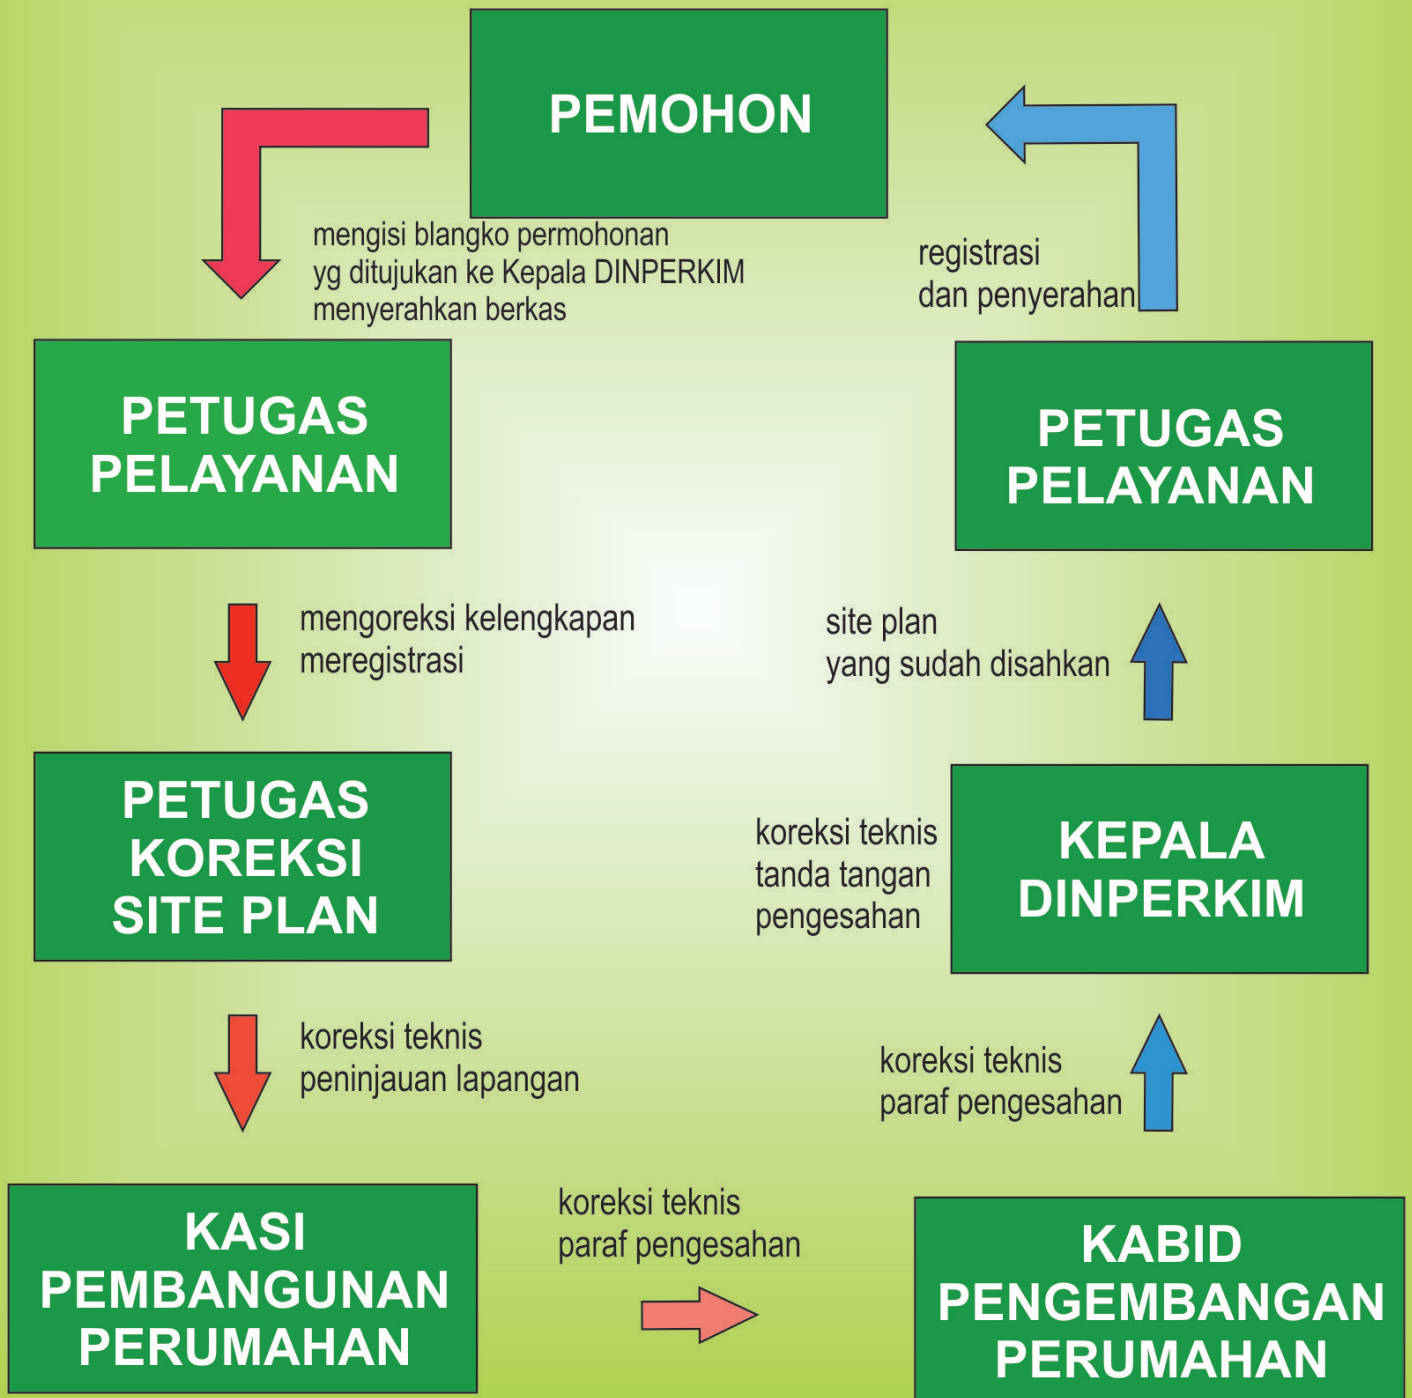 PEMOHON
mengisi blangko permohonan
yg ditujukan ke Kepala DINPERKIM
menyerahkan berkas
PETUGAS
PELAYANAN
mengoreksi kelengkapan
meregistrasi
PETUGAS
KOREKSI
SITE PLAN
koreksi teknis
peninjauan lapangan
KASI
PEMBANGUNAN
PERUMAHAN
koreksi teknis
paraf pengesahan
KABID
PENGEMBANGAN
PERUMAHAN
koreksi teknis
paraf pengesahan
KEPALA
DINPERKIM
koreksi teknis
tanda tangan
pengesahan
site plan
yang sudah disahkan
PETUGAS
PELAYANAN
registrasi
dan penyerahan